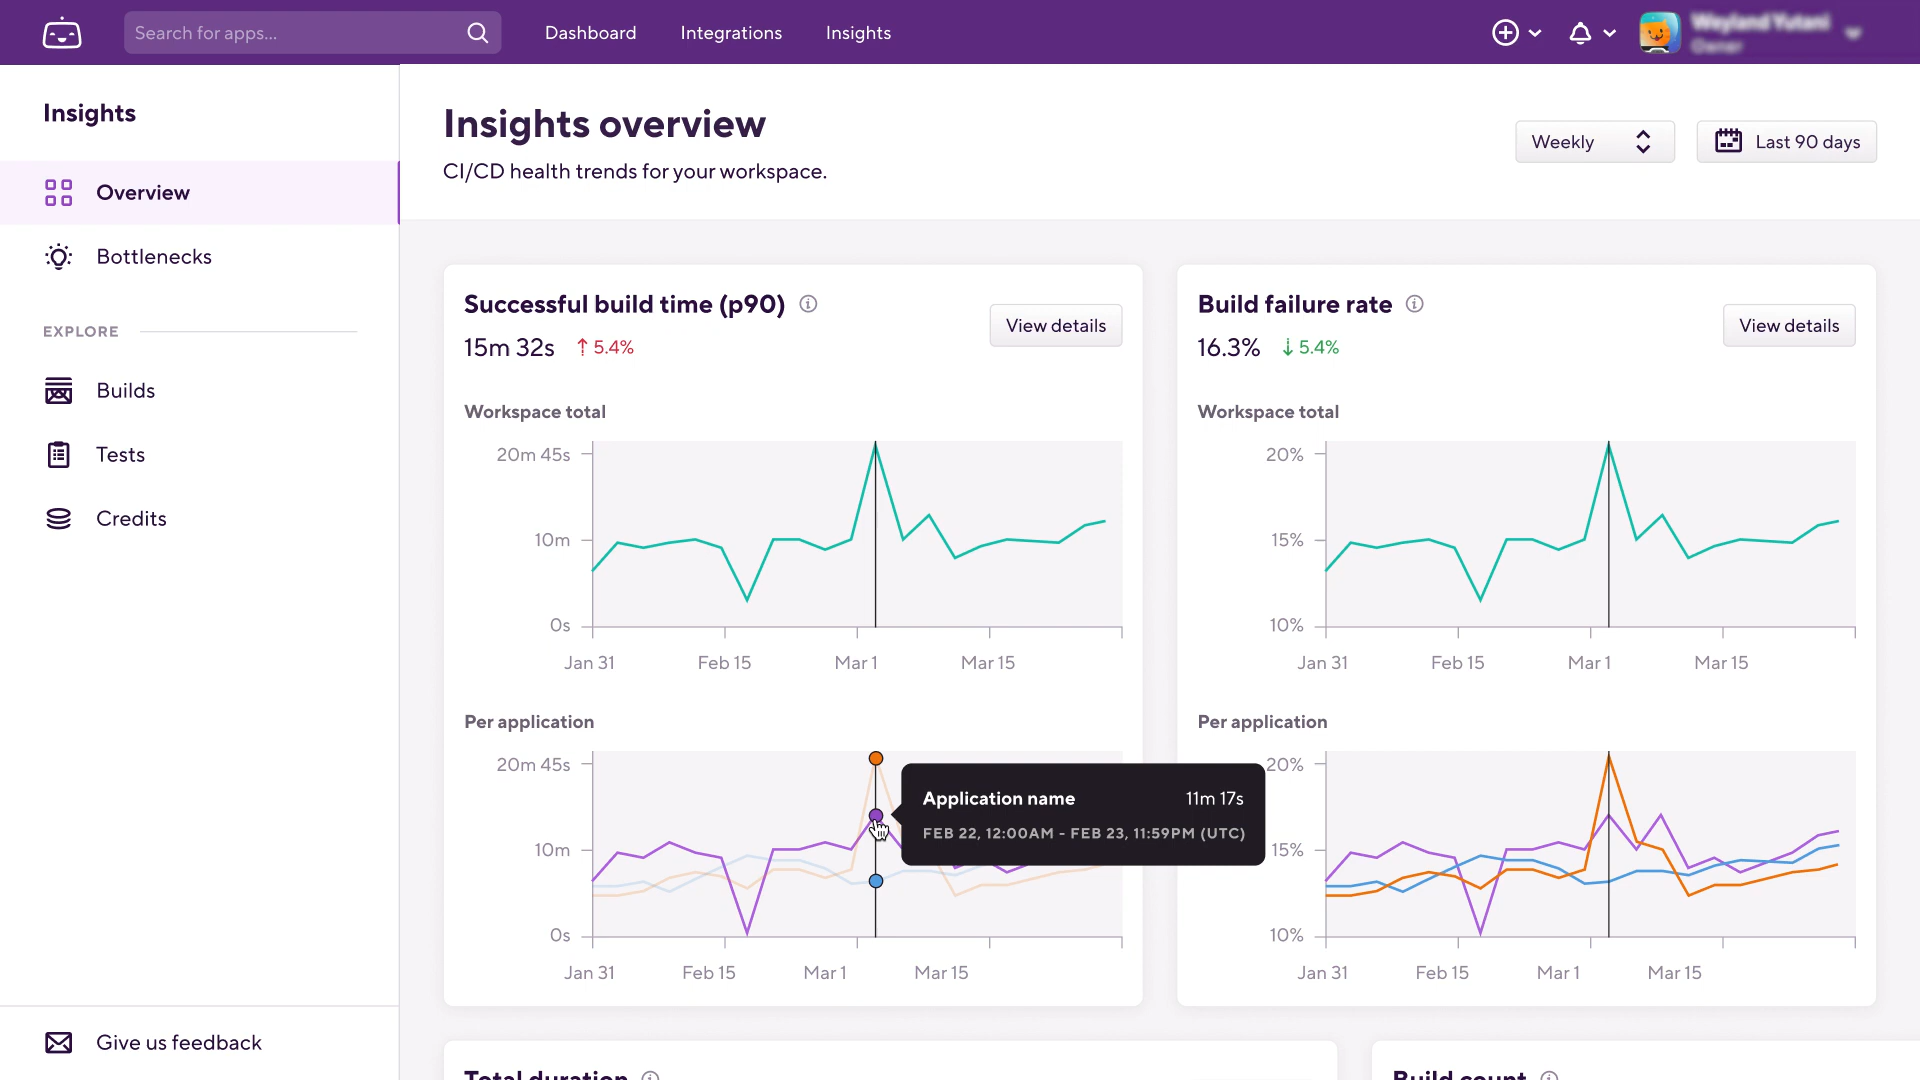 Search for apps...
Dashboard
Integrations
Insights
Insights
Overview
Bottlenecks
EXPLORE
Builds
Tests
Credits
Give us feedback
Insights overview
CI/CD health trends for your workspace.
Weekly
Last 90 days
Successful build time (p90)
15m 32s ↑ 5.4%
View details
Workspace total
20m 45s
10m
0s
Jan 31 Feb 15 Mar 1 Mar 15
Per application
20m 45s
10m
0s
Jan 31 Feb 15 Mar 1 Mar 15
Application name 11m 17s
FEB 22, 12:00AM - FEB 23, 11:59PM (UTC)
Build failure rate
16.3% ↓ 5.4%
View details
Workspace total
20%
15%
10%
Jan 31 Feb 15 Mar 1 Mar 15
Per application
20%
15%
10%
Jan 31 Feb 15 Mar 1 Mar 15
Total duration
Build count